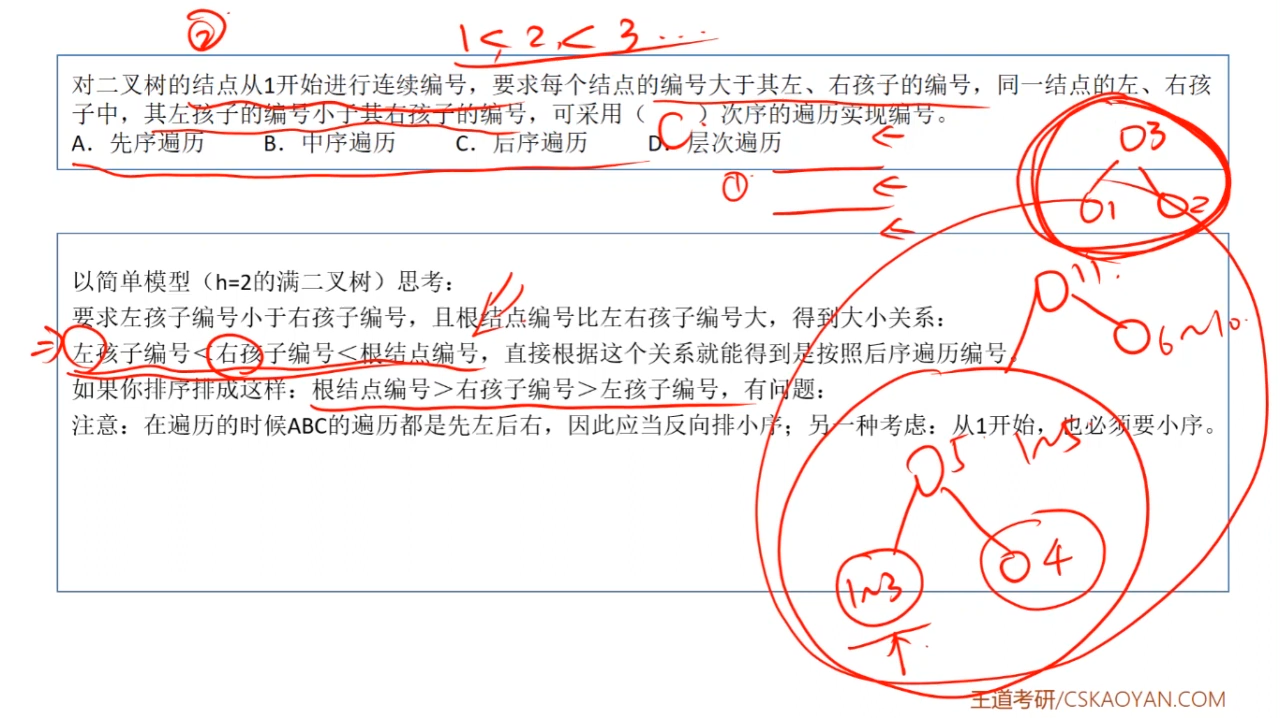 ② 1 < 2 < 3 ...
对二叉树的结点从1开始进行连续编号，要求每个结点的编号大于其左、右孩子的编号，同一结点的左、右孩
子中，其左孩子的编号小于其右孩子的编号，可采用（ C ）次序的遍历实现编号。
A. 先序遍历 B. 中序遍历 C. 后序遍历 D. 层次遍历
①
3
1 2
以简单模型（h=2的满二叉树）思考：
要求左孩子编号小于右孩子编号，且根结点编号比左右孩子编号大，得到大小关系：
左孩子编号＜右孩子编号＜根结点编号，直接根据这个关系就能得到是按照后序遍历编号。
如果你排序排成这样：根结点编号＞右孩子编号＞左孩子编号，有问题：
注意：在遍历的时候ABC的遍历都是先左后右，因此应当反向排小序；另一种考虑：从1开始，也必须要小序。
11
6~10
5 1~5
1~3 4
王道考研/CSKAOYAN.COM